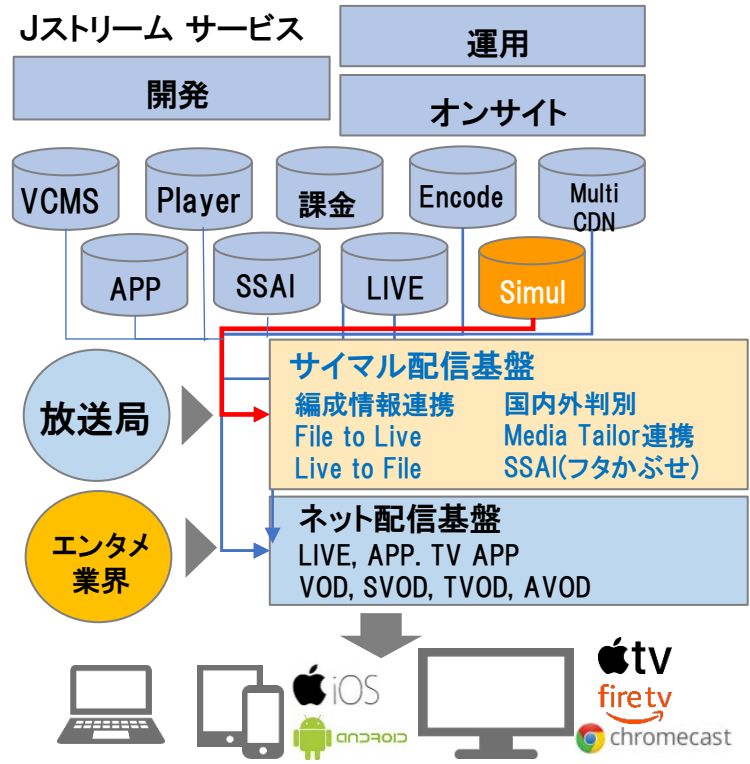 Jストリーム サービス
運用
開発
オンサイト
VCMS
Player
課金
Encode
Multi
CDN
APP
SSAI
LIVE
Simul
放送局
サイマル配信基盤
編成情報連携
国内外判別
File to Live
Media Tailor連携
Live to File
SSAI(フタかぶせ)
エンタメ
業界
ネット配信基盤
LIVE, APP. TV APP
VOD, SVOD, TVOD, AVOD
iOS
android
tv
firetv
chromecast